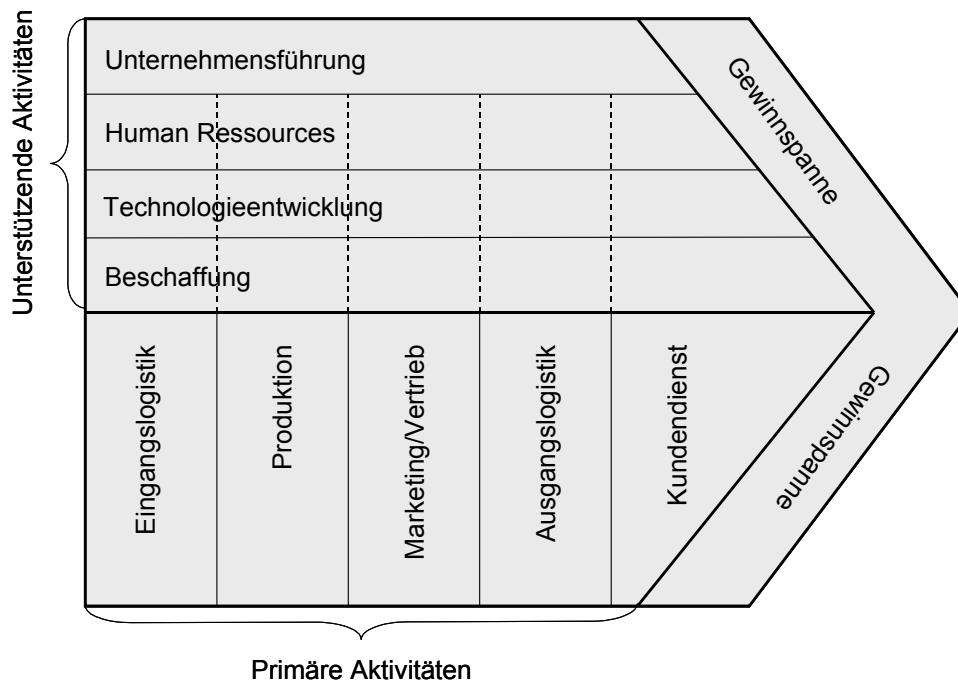 Unterstützende Aktivitäten
Unternehmensführung
Human Ressources
Technologieentwicklung
Beschaffung
Gewinnspanne
Eingangslogistik
Produktion
Marketing/Vertrieb
Ausgangslogistik
Kundendienst
Gewinnspanne
Primäre Aktivitäten